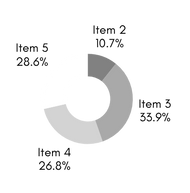 Item 2
10.7%
Item 5
28.6%
Item 3
33.9%
Item 4
26.8%